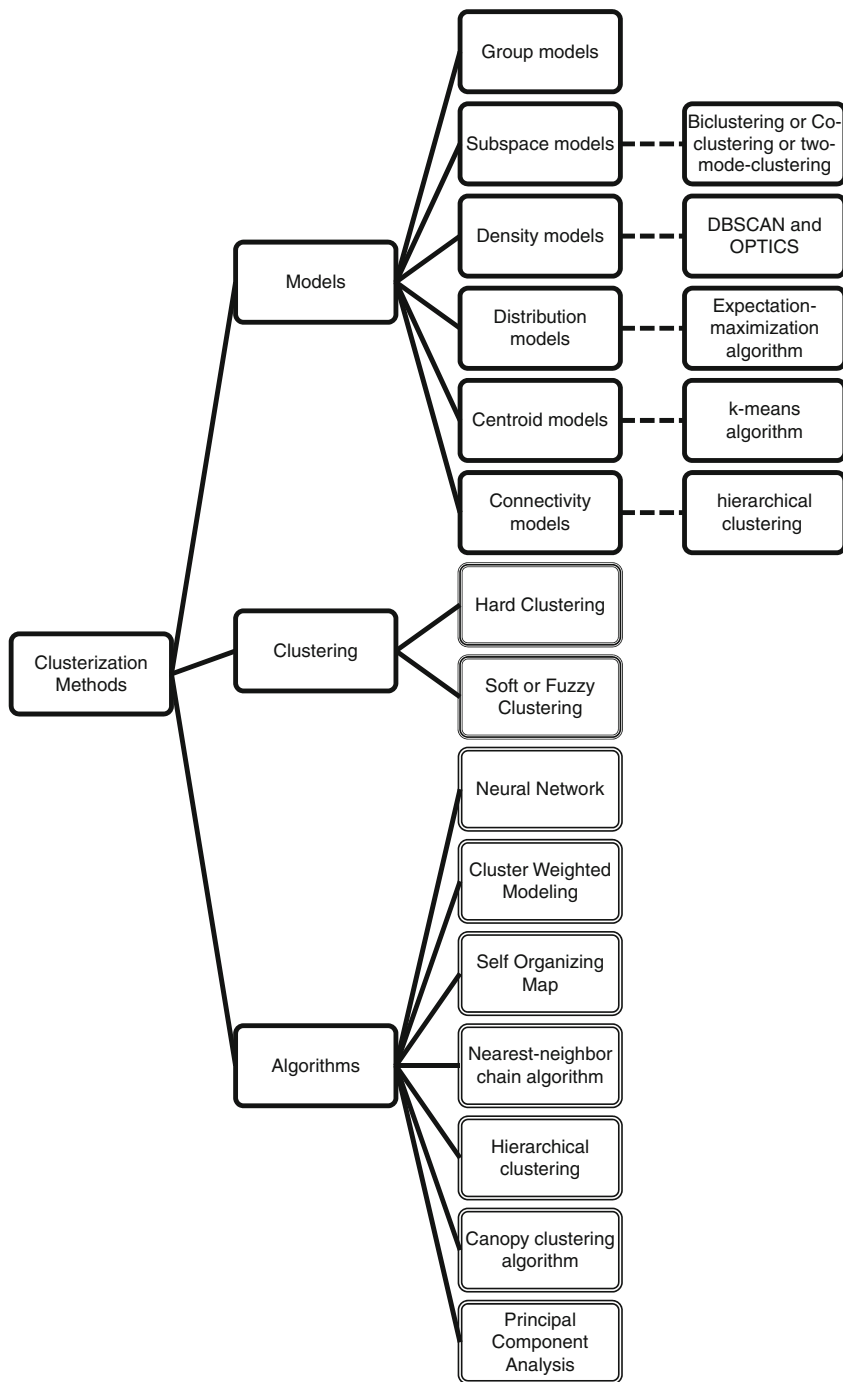 Group models
Subspace models
Biclustering or Co-
clustering or two-
mode-clustering
Density models
DBSCAN and
OPTICS
Models
Distribution
models
Expectation-
maximization
algorithm
Centroid models
k-means
algorithm
Connectivity
models
hierarchical
clustering
Hard Clustering
Clustering
Clusterization
Methods
Soft or Fuzzy
Clustering
Neural Network
Cluster Weighted
Modeling
Self Organizing
Map
Algorithms
Nearest-neighbor
chain algorithm
Hierarchical
clustering
Canopy clustering
algorithm
Principal
Component
Analysis